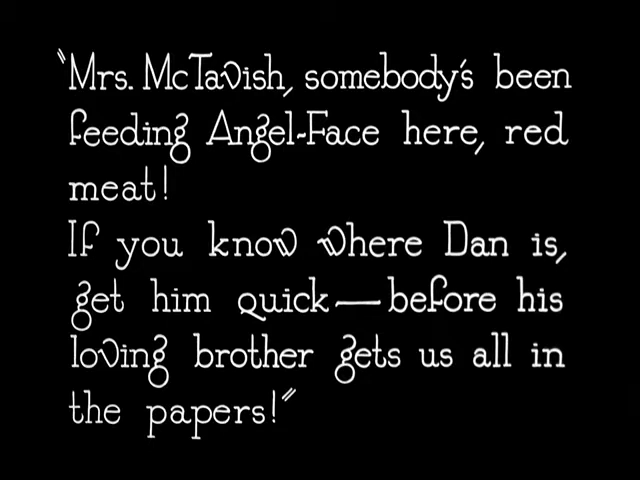 "Mrs. McTavish, somebody's been
feeding Angel-Face here, red
meat!
If you know where Dan is,
get him quick—before his
loving brother gets us all in
the papers!"